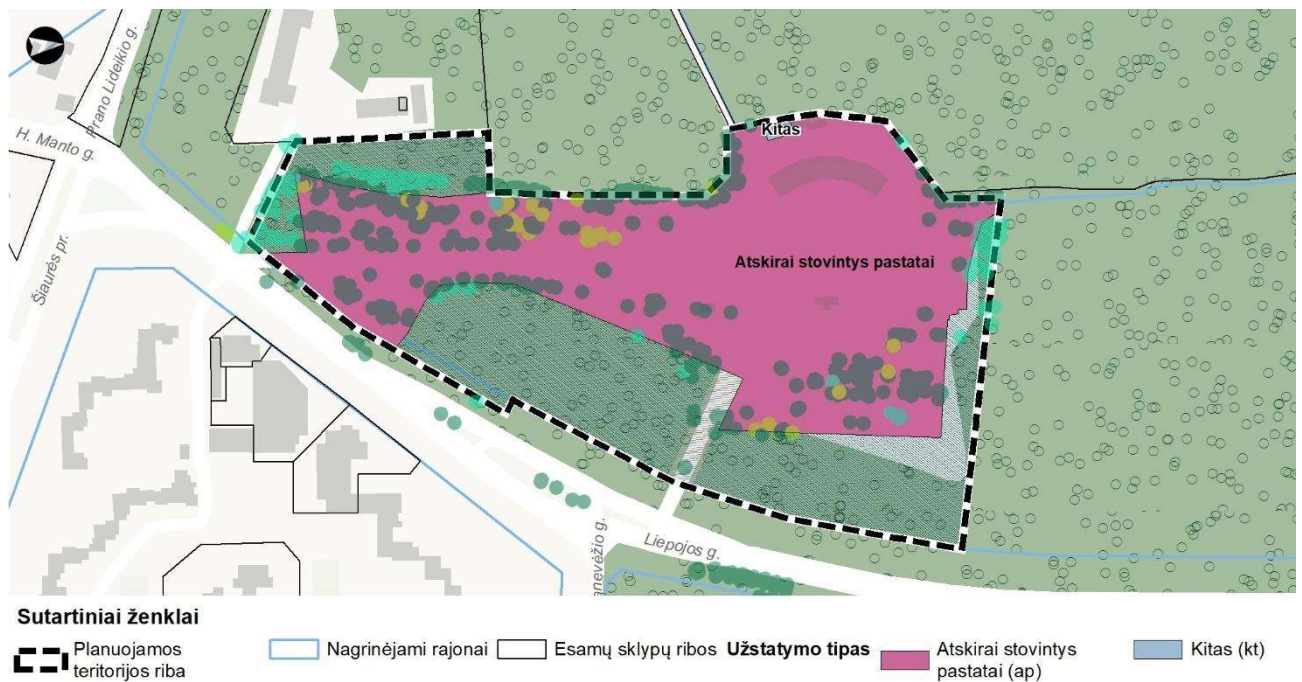 Prano Lideikio g.
H. Manto g.
Šiaurės pr.
Kitas
Atskirai stovintys pastatai
Liepojos g.
Sutartiniai ženklai
Planuojamos
teritorijos riba
Nagrinėjami rajonai
Esamų sklypų ribos
Užstatymo tipas
Atskirai stovintys
pastatai (ap)
Kitas (kt)